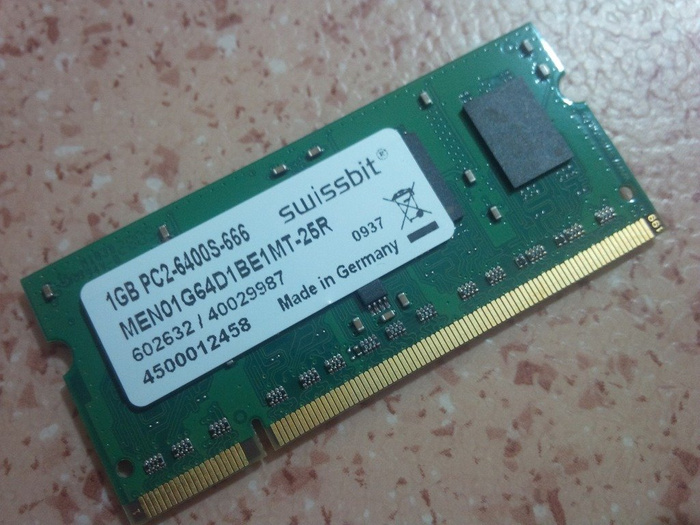 swissbit®
1GB PC2-6400S-666
MEN01G64D1BE1MT-25R
602632 / 40029987
0937
4500012458
Made in Germany